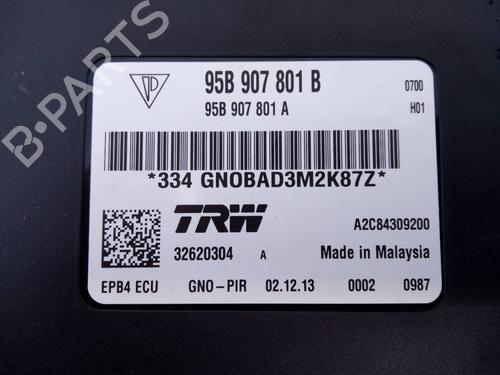 95B 907 801 B
0700
95B 907 801 A
H01
*334 GNOBAD3M2K87Z*
TRW
A2C84309200
32620304 A
Made in Malaysia
EPB4 ECU GNO-PIR 02.12.13 0002 0987
B-PARTS